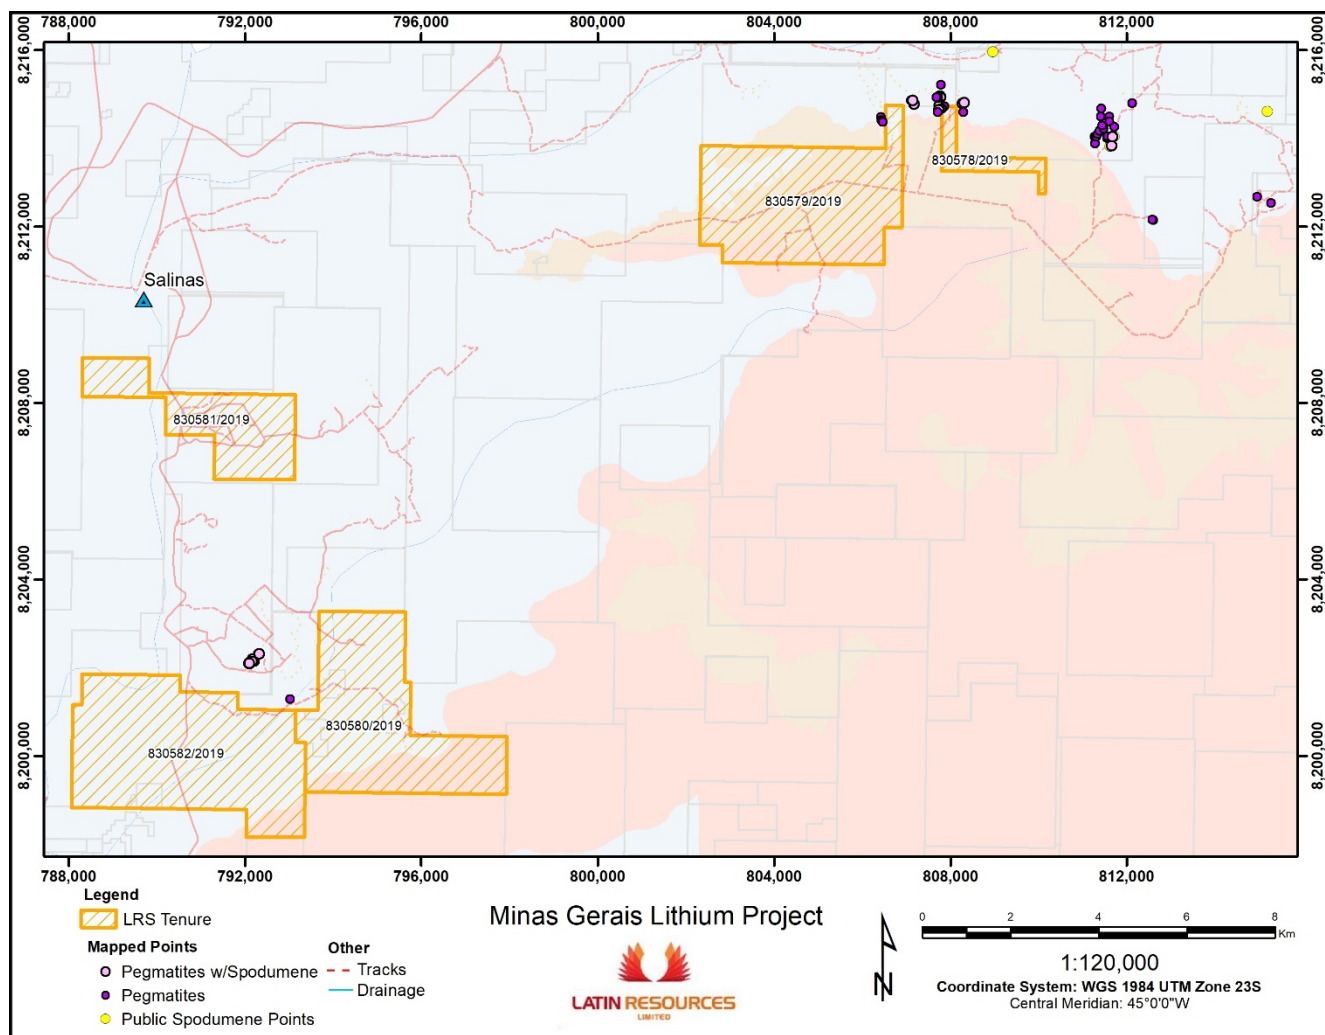 788,000 792,000 796,000 800,000 804,000 808,000 812,000
8,216,000 8,216,000
830578/2019
830579/2019
8,212,000 8,212,000
Salinas
8,208,000 8,208,000
830581/2019
8,204,000 8,204,000
830580/2019
830582/2019
8,200,000 8,200,000
788,000 792,000 796,000 800,000 804,000 808,000 812,000
Legend
LRS Tenure
Mapped Points
Pegmatites w/Spodumene
Pegmatites
Public Spodumene Points
Other
Tracks
Drainage
Minas Gerais Lithium Project
LATIN RESOURCES
LIMITED
N
0 2 4 6 8
Km
1:120,000
Coordinate System: WGS 1984 UTM Zone 23S
Central Meridian: 45°0'0"W